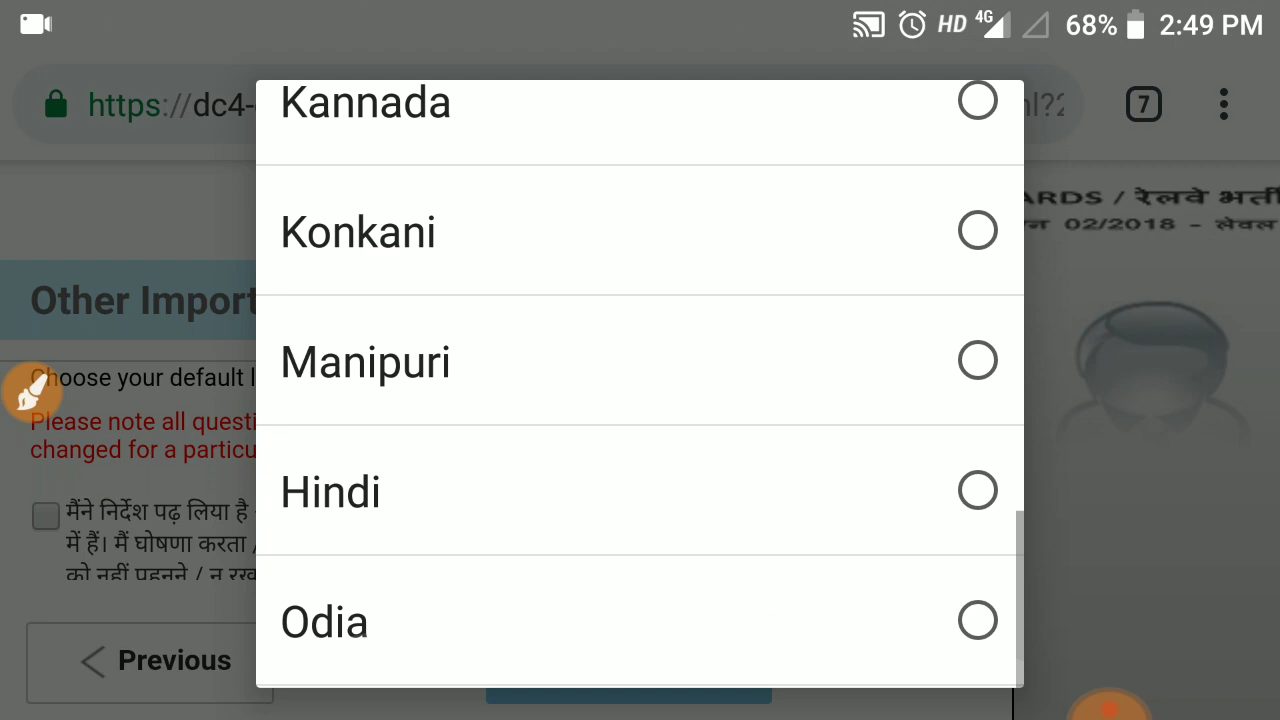 HD 4G 68% 2:49 PM
https://dc4-
7
Kannada
Konkani
Manipuri
Hindi
Odia
ARDS / रेलवे भर्ती
02/2018 - लेवल
Other Import
Choose your default l
Please note all questi
changed for a particu
मैंने निर्देश पढ़ लिया है
में हैं। मैं घोषणा करता /
को नहीं पहनने / न रख
Previous